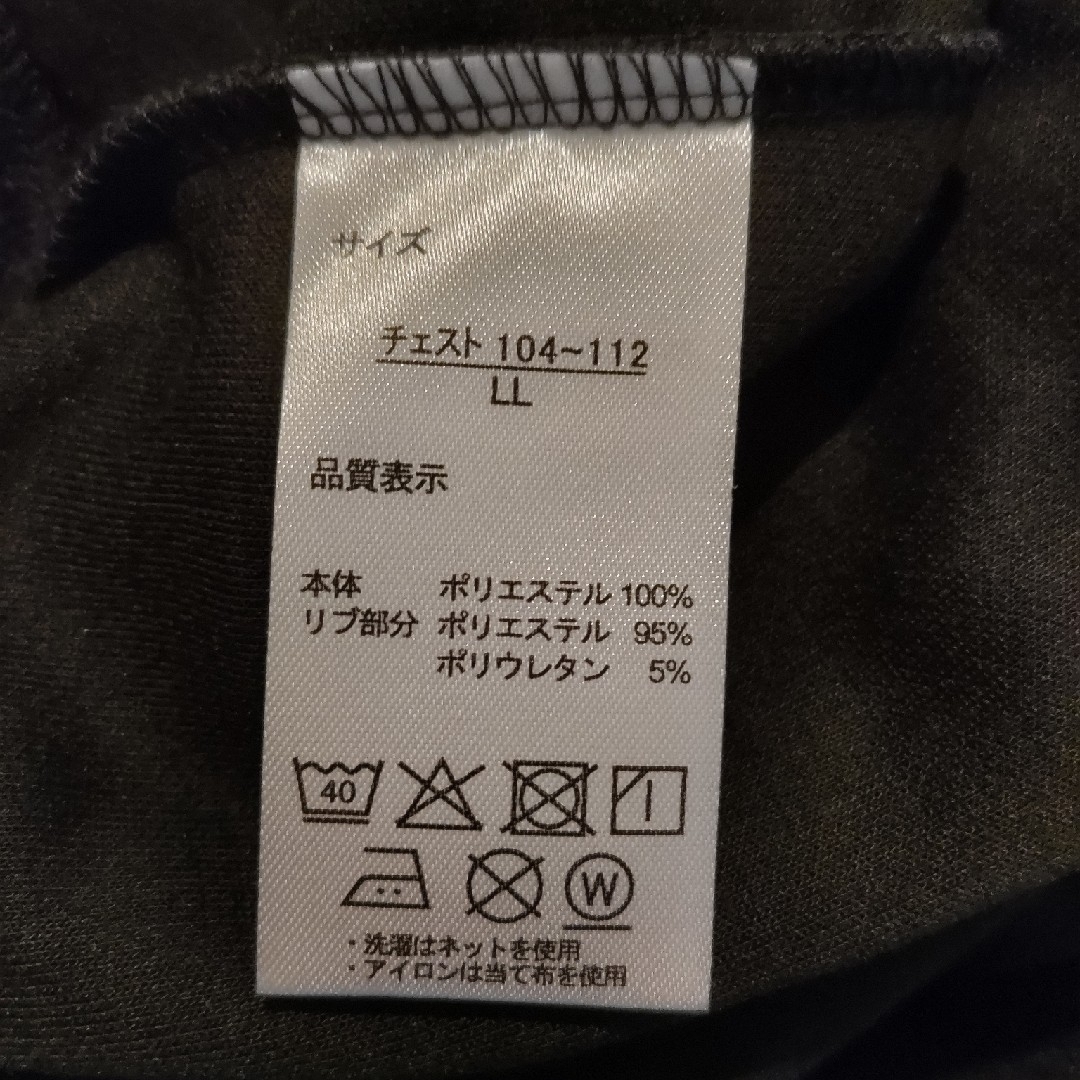 サイズ
チェスト 104~112
LL
品質表示
本体 ポリエステル 100%
リブ部分 ポリエステル 95%
ポリウレタン 5%
40
W
・洗濯はネットを使用
・アイロンは当て布を使用